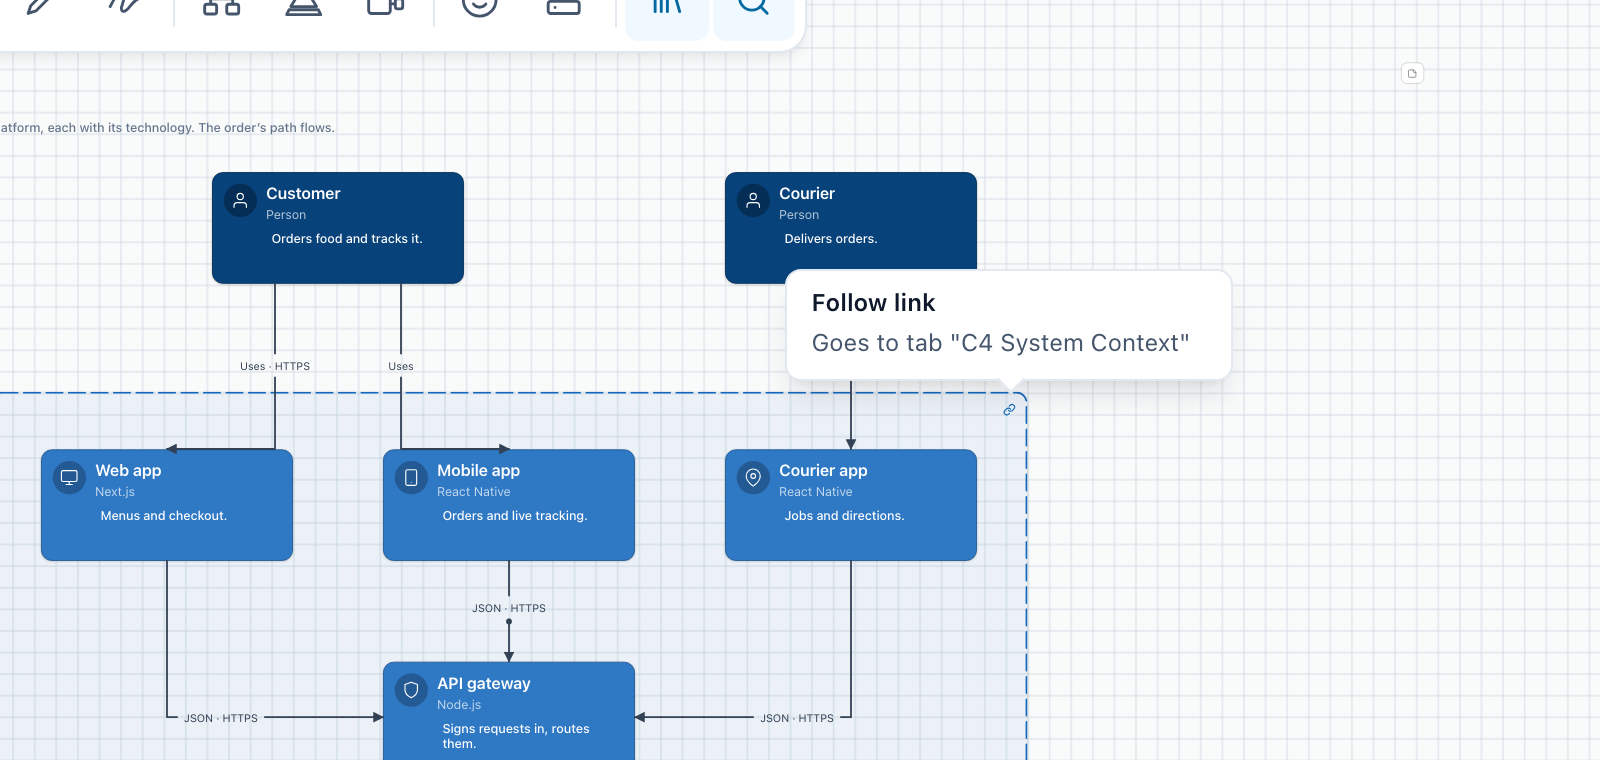 atform, each with its technology. The order's path flows.
Customer
Person
Orders food and tracks it.
Courier
Person
Delivers orders.
Follow link
Goes to tab "C4 System Context"
Uses · HTTPS
Uses
Web app
Next.js
Menus and checkout.
Mobile app
React Native
Orders and live tracking.
Courier app
React Native
Jobs and directions.
JSON · HTTPS
API gateway
Node.js
Signs requests in, routes
them.
JSON · HTTPS
JSON · HTTPS